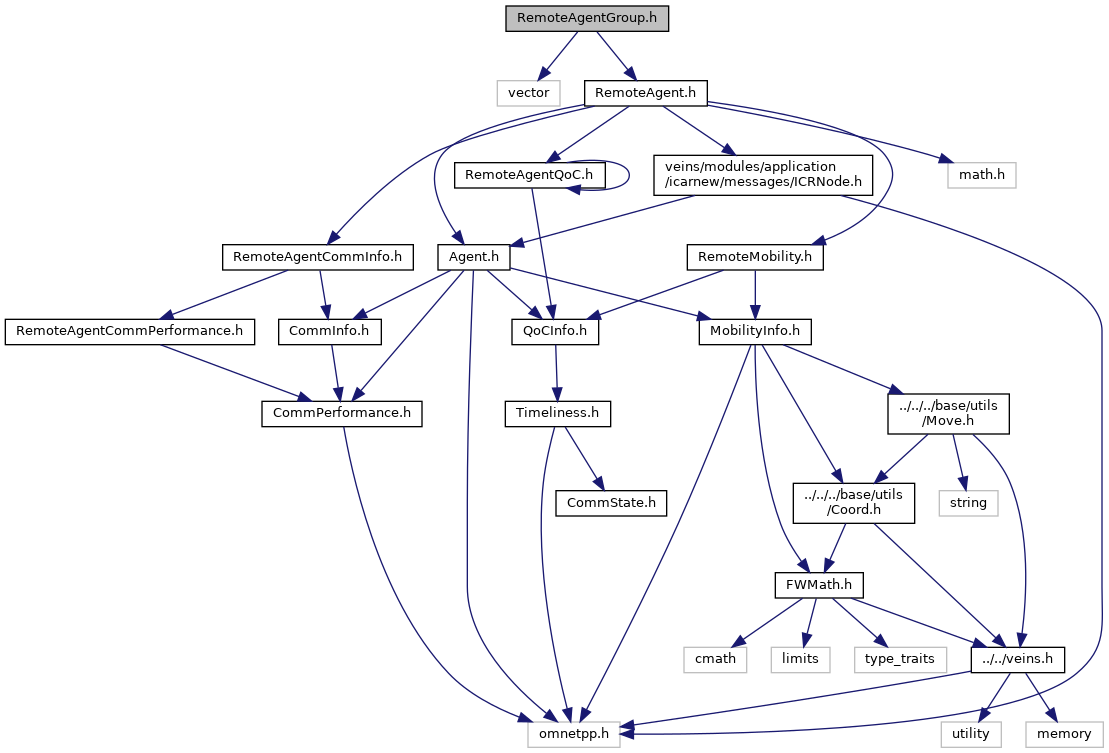 RemoteAgentGroup.h
vector
RemoteAgent.h
RemoteAgentQoC.h
veins/modules/application
/icarnew/messages/ICRNode.h
math.h
RemoteAgentCommInfo.h
Agent.h
RemoteMobility.h
RemoteAgentCommPerformance.h
CommInfo.h
QoCInfo.h
MobilityInfo.h
CommPerformance.h
Timeliness.h
../../../base/utils
/Move.h
CommState.h
../../../base/utils
/Coord.h
string
FWMath.h
cmath
limits
type_traits
../../veins.h
omnetpp.h
utility
memory